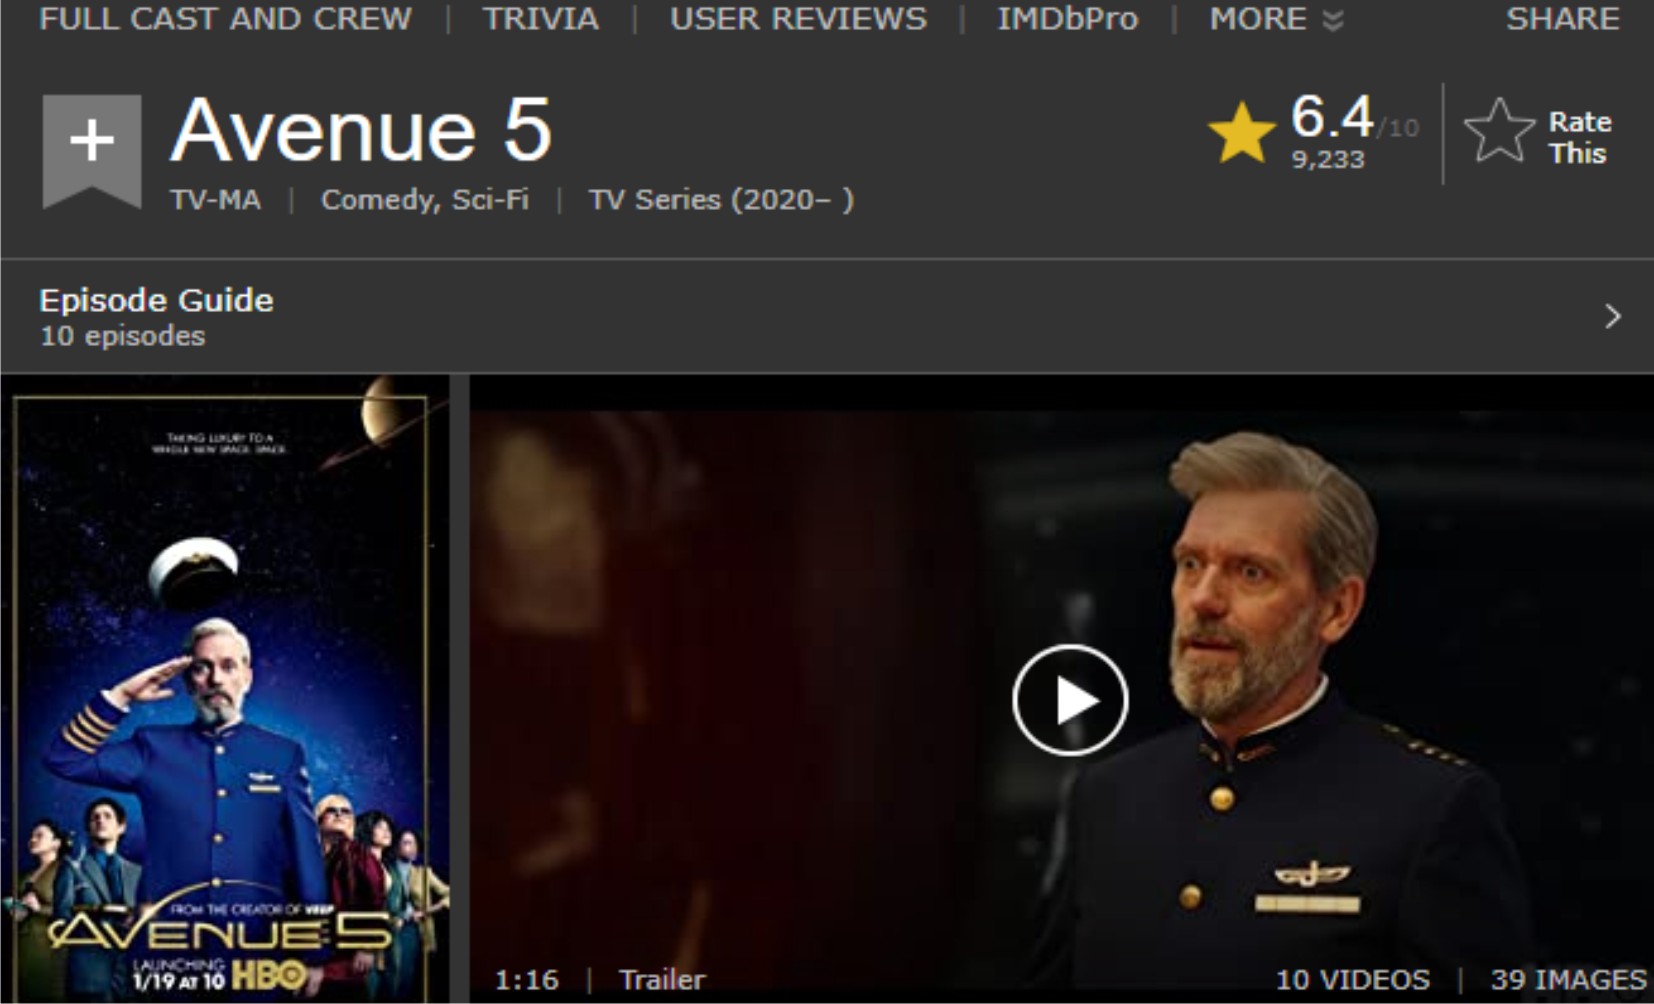 FULL CAST AND CREW | TRIVIA | USER REVIEWS | IMDbPro | MORE SHARE
+ Avenue 5
6.4/10
9,233
Rate
This
TV-MA | Comedy, Sci-Fi | TV Series (2020– )
Episode Guide
10 episodes
TAKING LUXURY TO A
WHOLE NEW SPACE. SPACE.
FROM THE CREATOR OF VEEP
AVENUE 5
LAUNCHING
1/19 AT 10 HBO
1:16 | Trailer
10 VIDEOS | 39 IMAGES